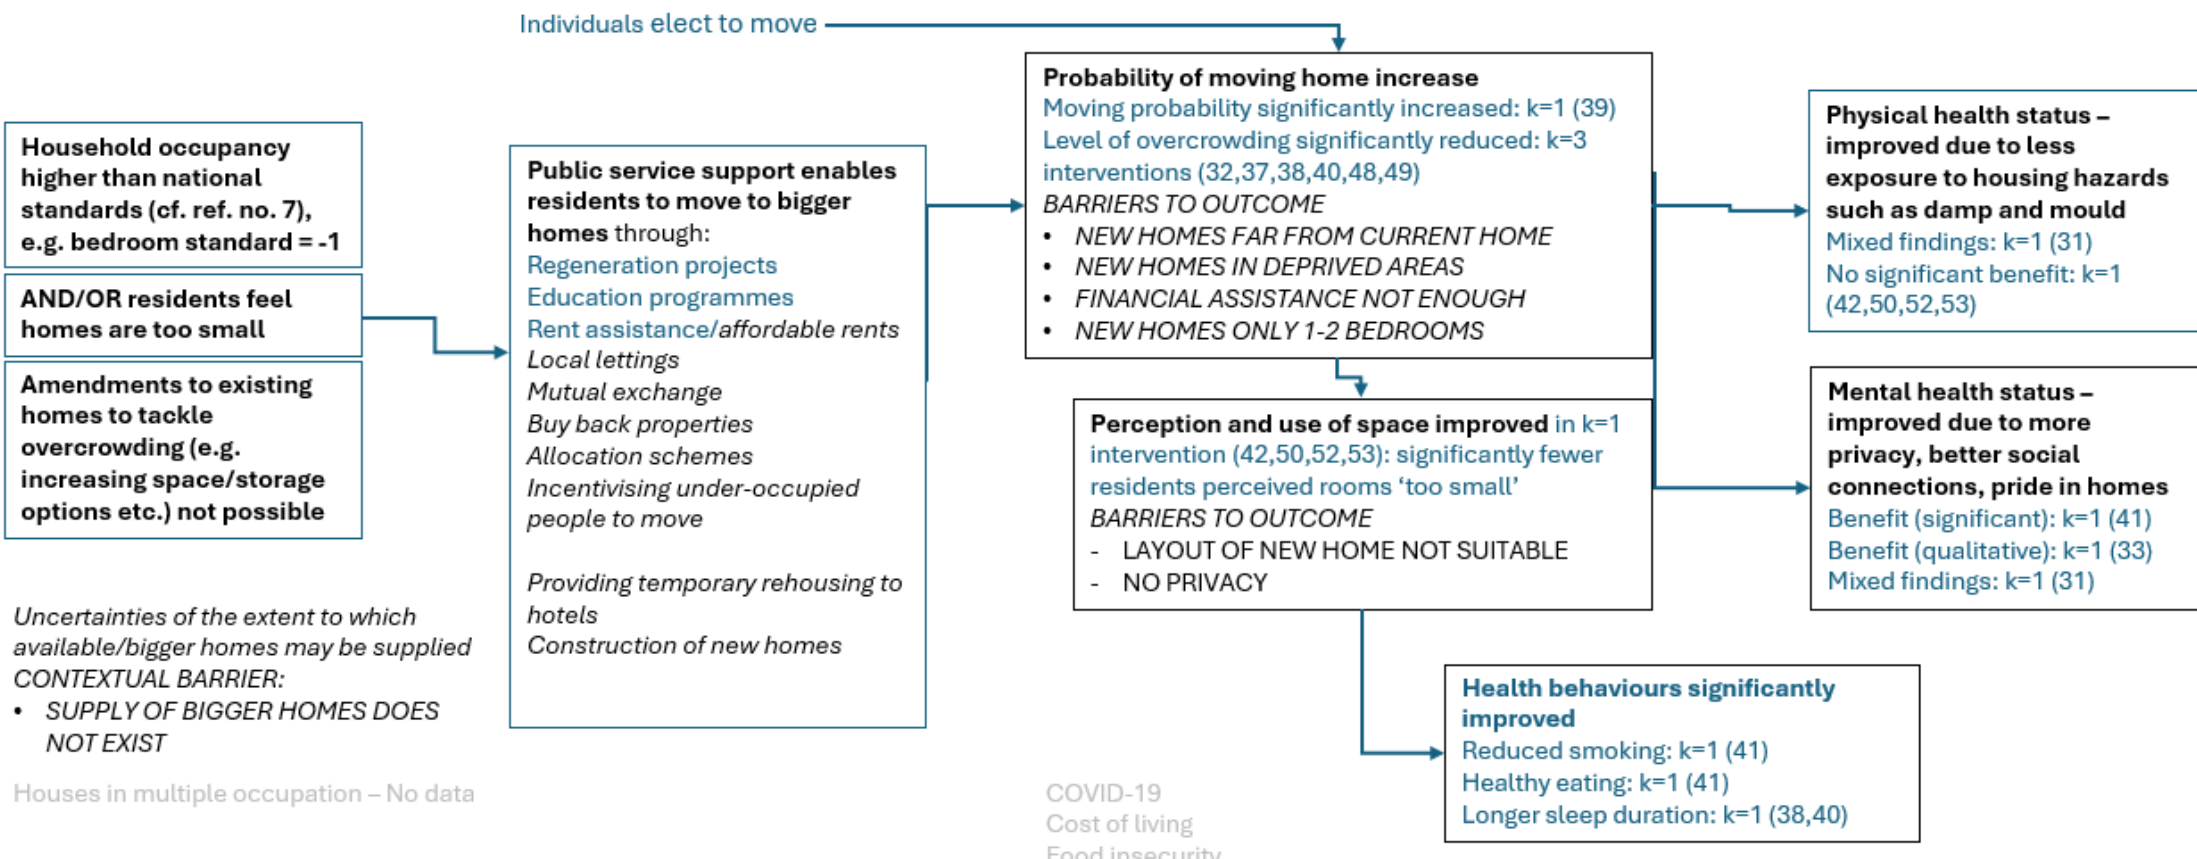 Individuals elect to move
Household occupancy
higher than national
standards (cf. ref. no. 7),
e.g. bedroom standard = -1
AND/OR residents feel
homes are too small
Amendments to existing
homes to tackle
overcrowding (e.g.
increasing space/storage
options etc.) not possible
Uncertainties of the extent to which
available/bigger homes may be supplied
CONTEXTUAL BARRIER:
• SUPPLY OF BIGGER HOMES DOES
NOT EXIST
Houses in multiple occupation – No data
Public service support enables
residents to move to bigger
homes through:
Regeneration projects
Education programmes
Rent assistance/affordable rents
Local lettings
Mutual exchange
Buy back properties
Allocation schemes
Incentivising under-occupied
people to move
Providing temporary rehousing to
hotels
Construction of new homes
Probability of moving home increase
Moving probability significantly increased: k=1 (39)
Level of overcrowding significantly reduced: k=3
interventions (32,37,38,40,48,49)
BARRIERS TO OUTCOME
• NEW HOMES FAR FROM CURRENT HOME
• NEW HOMES IN DEPRIVED AREAS
• FINANCIAL ASSISTANCE NOT ENOUGH
• NEW HOMES ONLY 1-2 BEDROOMS
Perception and use of space improved in k=1
intervention (42,50,52,53): significantly fewer
residents perceived rooms ‘too small’
BARRIERS TO OUTCOME
- LAYOUT OF NEW HOME NOT SUITABLE
- NO PRIVACY
Physical health status –
improved due to less
exposure to housing hazards
such as damp and mould
Mixed findings: k=1 (31)
No significant benefit: k=1
(42,50,52,53)
Mental health status –
improved due to more
privacy, better social
connections, pride in homes
Benefit (significant): k=1 (41)
Benefit (qualitative): k=1 (33)
Mixed findings: k=1 (31)
Health behaviours significantly
improved
Reduced smoking: k=1 (41)
Healthy eating: k=1 (41)
Longer sleep duration: k=1 (38,40)
COVID-19
Cost of living
Food insecurity